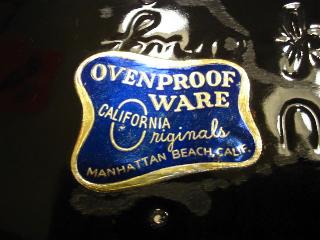 OVENPROOF
WARE
CALIFORNIA
Originals
MANHATTAN BEACH, CALIF.